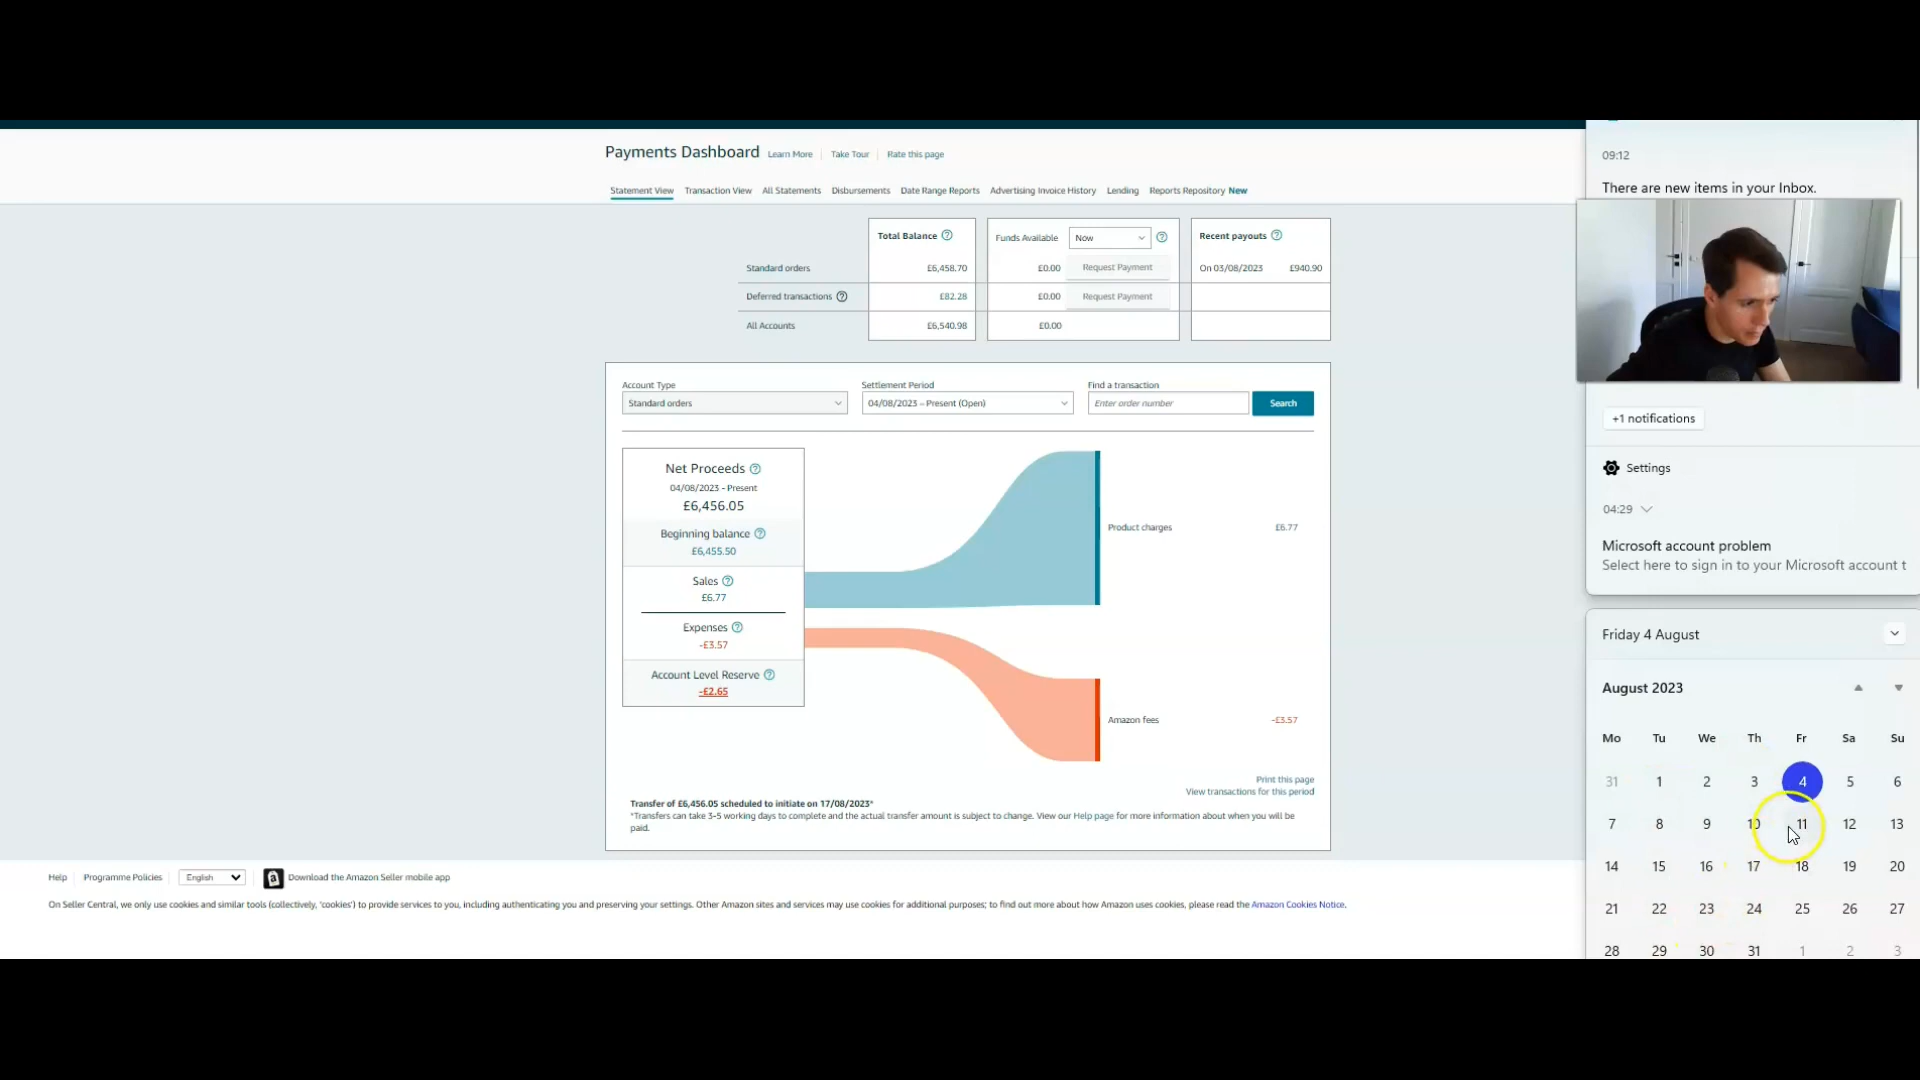 Payments Dashboard Learn More Take Tour Rate this page
Statement View Transaction View All Statements Disbursements Date Range Reports Advertising Invoice History Lending Reports Repository New
Total Balance Funds Available Now Recent payouts
Standard orders £6,458.70 £0.00 Request Payment On 03/08/2023 £940.90
Deferred transactions £82.28 £0.00 Request Payment
All Accounts £6,540.98 £0.00
Account Type Settlement Period Find a transaction
Standard orders 04/08/2023 – Present (Open) Enter order number Search
Net Proceeds
04/08/2023 - Present
£6,456.05
Beginning balance
£6,455.50
Sales
£6.77
Expenses
-£3.57
Account Level Reserve
-£2.65
Product charges £6.77
Amazon fees -£3.57
Print this page
View transactions for this period
Transfer of £6,456.05 scheduled to initiate on 17/08/2023*
*Transfers can take 3-5 working days to complete and the actual transfer amount is subject to change. View our Help page for more information about when you will be
paid.
Help Programme Policies English Download the Amazon Seller mobile app
On Seller Central, we only use cookies and similar tools (collectively, 'cookies') to provide services to you, including authenticating you and preserving your settings. Other Amazon sites and services may use cookies for additional purposes; to find out more about how Amazon uses cookies, please read the Amazon Cookies Notice.
09:12
There are new items in your Inbox.
+1 notifications
Settings
04:29
Microsoft account problem
Select here to sign in to your Microsoft account t
Friday 4 August
August 2023
Mo Tu We Th Fr Sa Su
31 1 2 3 4 5 6
7 8 9 10 11 12 13
14 15 16 17 18 19 20
21 22 23 24 25 26 27
28 29 30 31 1 2 3